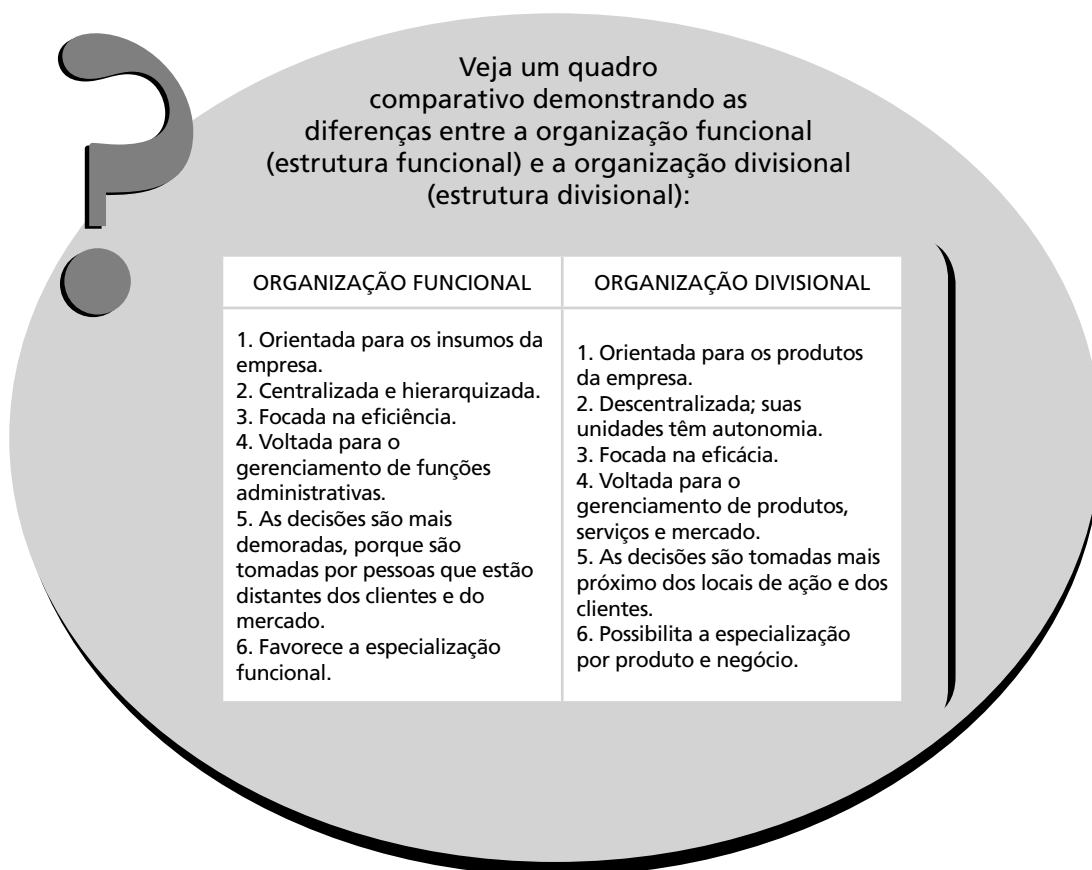 Veja um quadro
comparativo demonstrando as
diferenças entre a organização funcional
(estrutura funcional) e a organização divisional
(estrutura divisional):
ORGANIZAÇÃO FUNCIONAL
1. Orientada para os insumos da
empresa.
2. Centralizada e hierarquizada.
3. Focada na eficiência.
4. Voltada para o
gerenciamento de funções
administrativas.
5. As decisões são mais
demoradas, porque são
tomadas por pessoas que estão
distantes dos clientes e do
mercado.
6. Favorece a especialização
funcional.
ORGANIZAÇÃO DIVISIONAL
1. Orientada para os produtos
da empresa.
2. Descentralizada; suas
unidades têm autonomia.
3. Focada na eficácia.
4. Voltada para o
gerenciamento de produtos,
serviços e mercado.
5. As decisões são tomadas mais
próximo dos locais de ação e dos
clientes.
6. Possibilita a especialização
por produto e negócio.